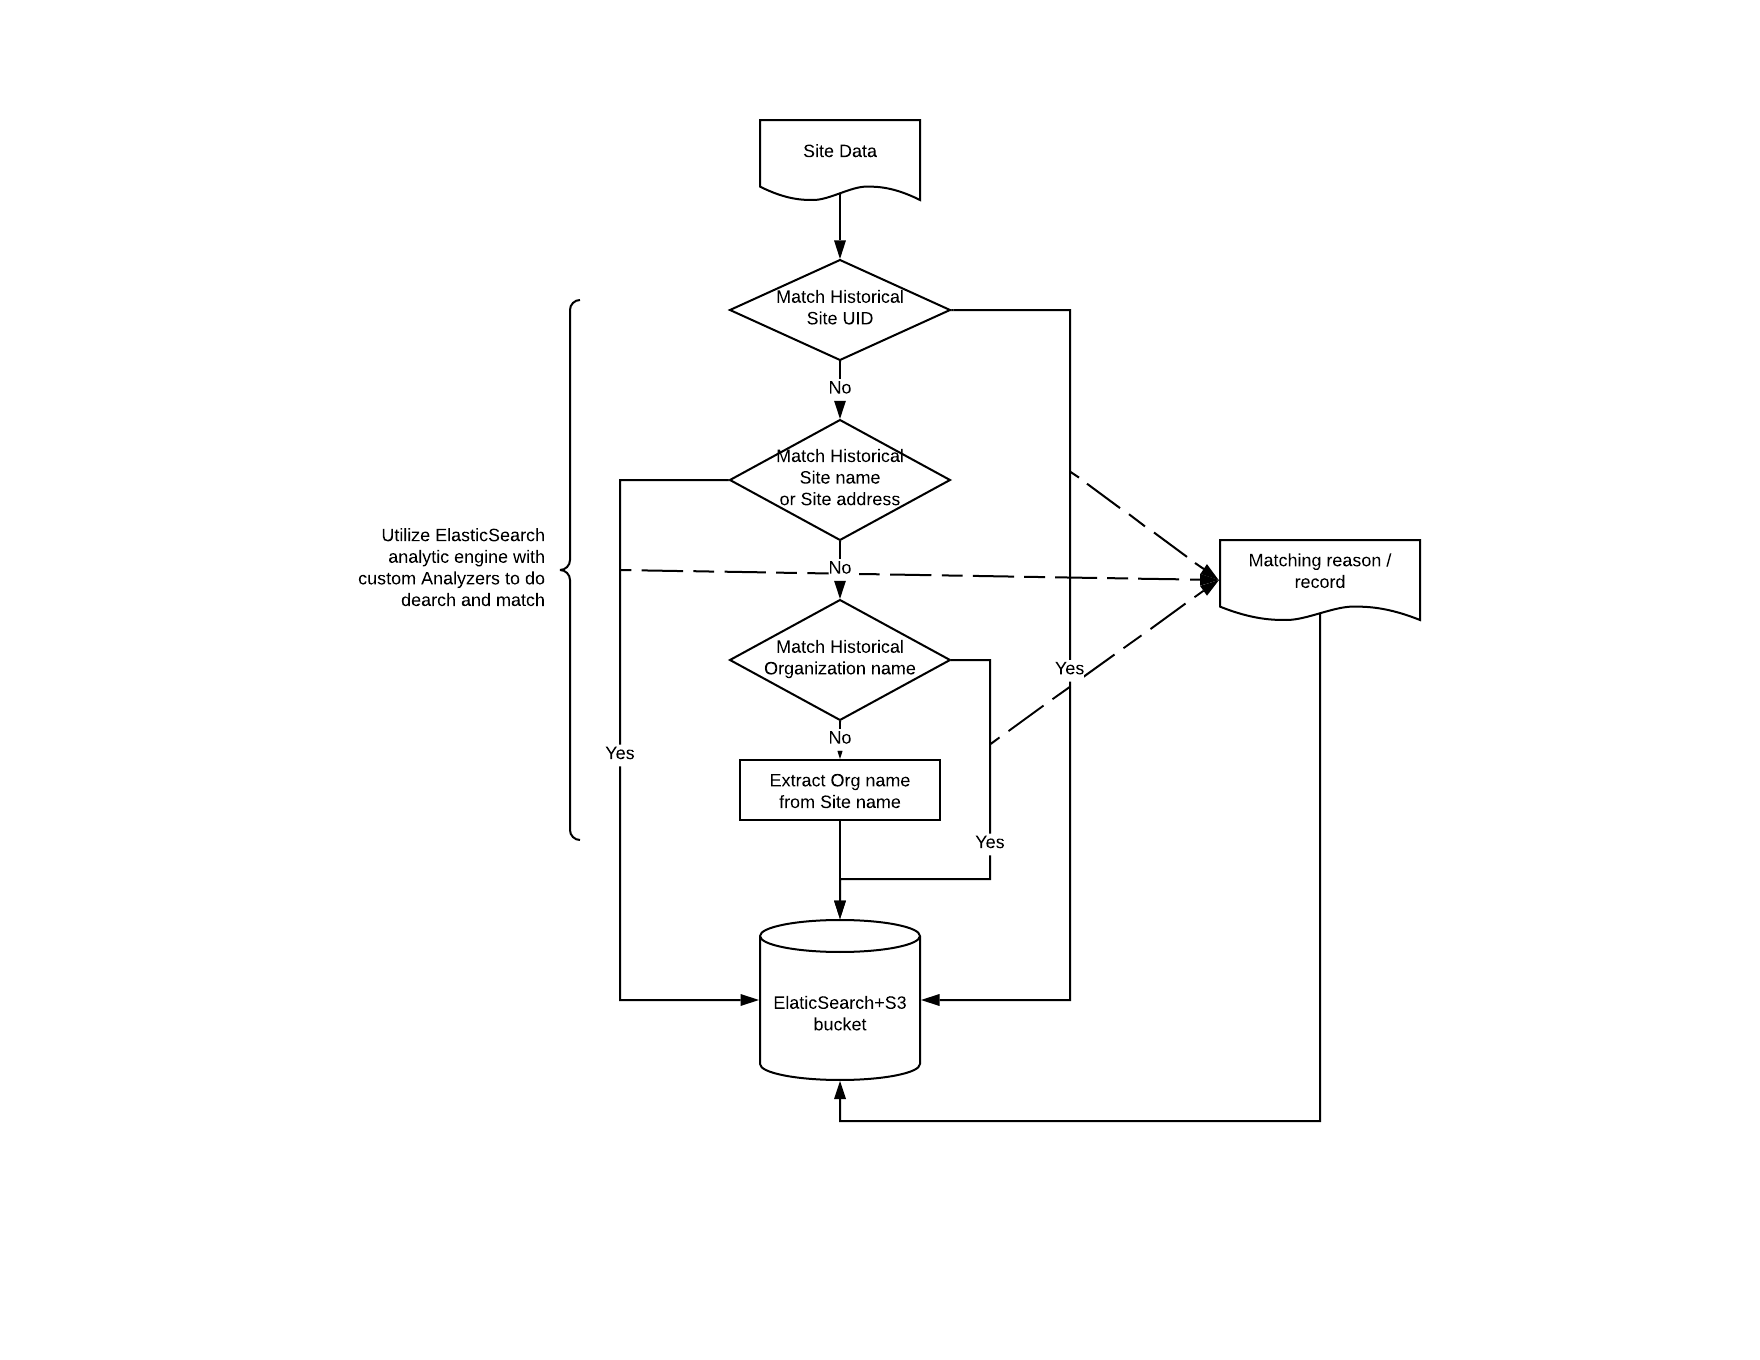 Site Data
Match Historical
Site UID
No
Match Historical
Site name
or Site address
Utilize ElasticSearch
analytic engine with
custom Analyzers to do
dearch and match
No
Matching reason /
record
Match Historical
Organization name
Yes
No
Yes
Extract Org name
from Site name
Yes
ElaticSearch+S3
bucket